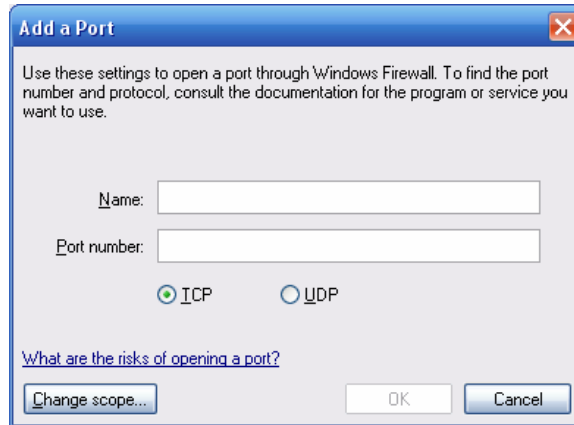 Add a Port
Use these settings to open a port through Windows Firewall. To find the port
number and protocol, consult the documentation for the program or service you
want to use.
Name:
Port number:
TCP UDP
What are the risks of opening a port?
Change scope... OK Cancel